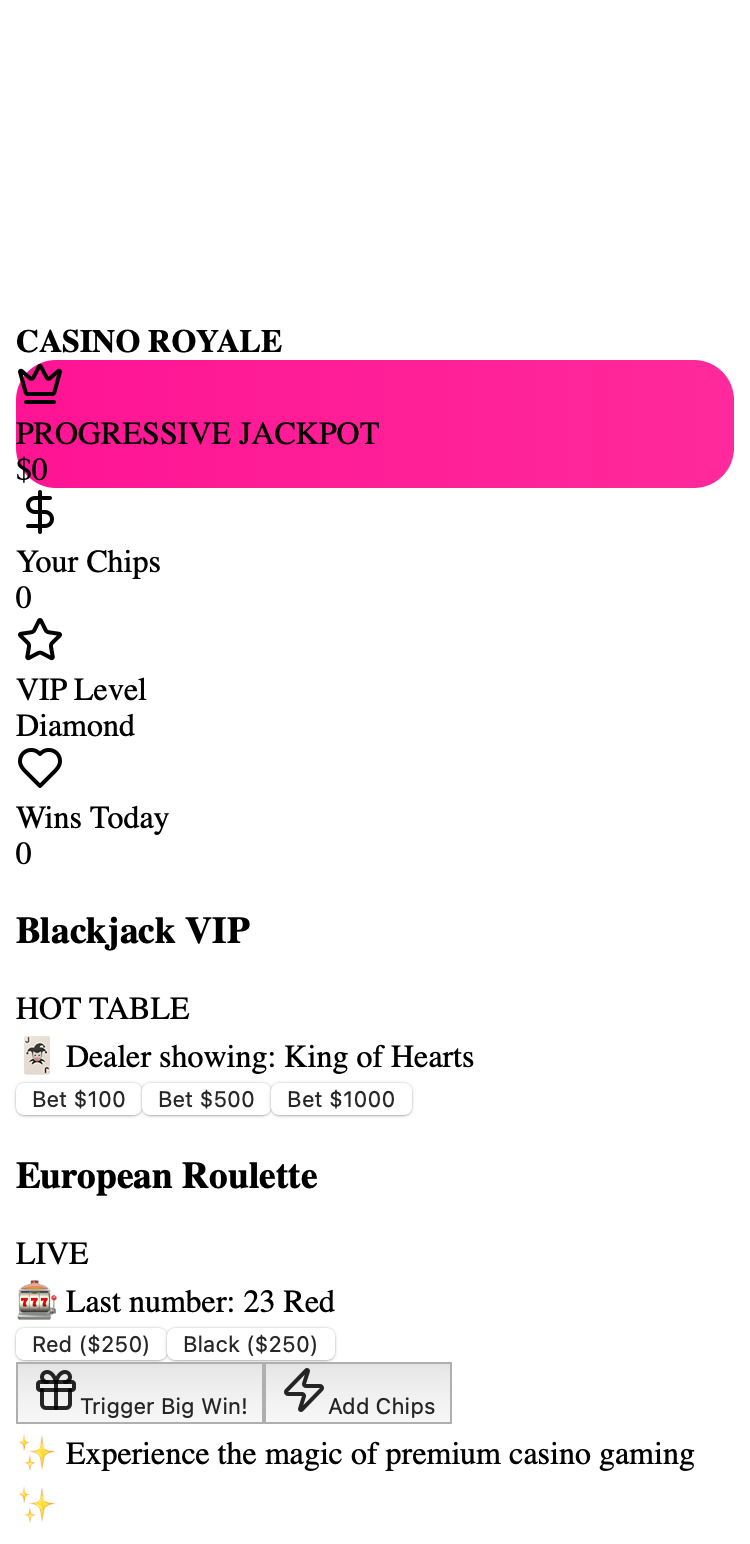 CASINO ROYALE
PROGRESSIVE JACKPOT
$0
Your Chips
0
VIP Level
Diamond
Wins Today
0
Blackjack VIP
HOT TABLE
🃏 Dealer showing: King of Hearts
Bet $100 Bet $500 Bet $1000
European Roulette
LIVE
🎰 Last number: 23 Red
Red ($250) Black ($250)
Trigger Big Win! Add Chips
✨ Experience the magic of premium casino gaming
✨